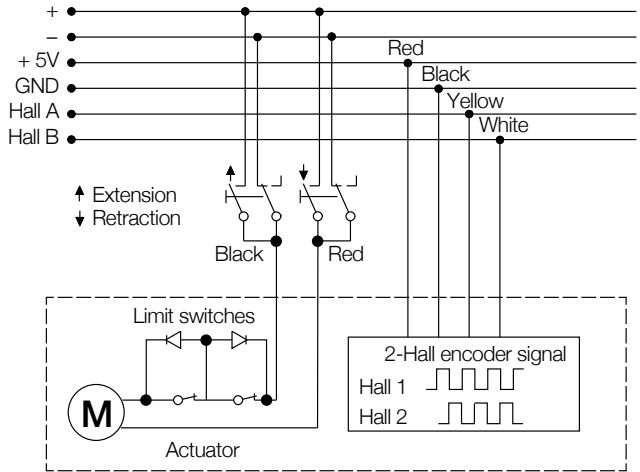 +
–
+ 5V
GND
Hall A
Hall B
Red
Black
Yellow
White
Extension
Retraction
Black
Red
Limit switches
M
Actuator
2-Hall encoder signal
Hall 1
Hall 2